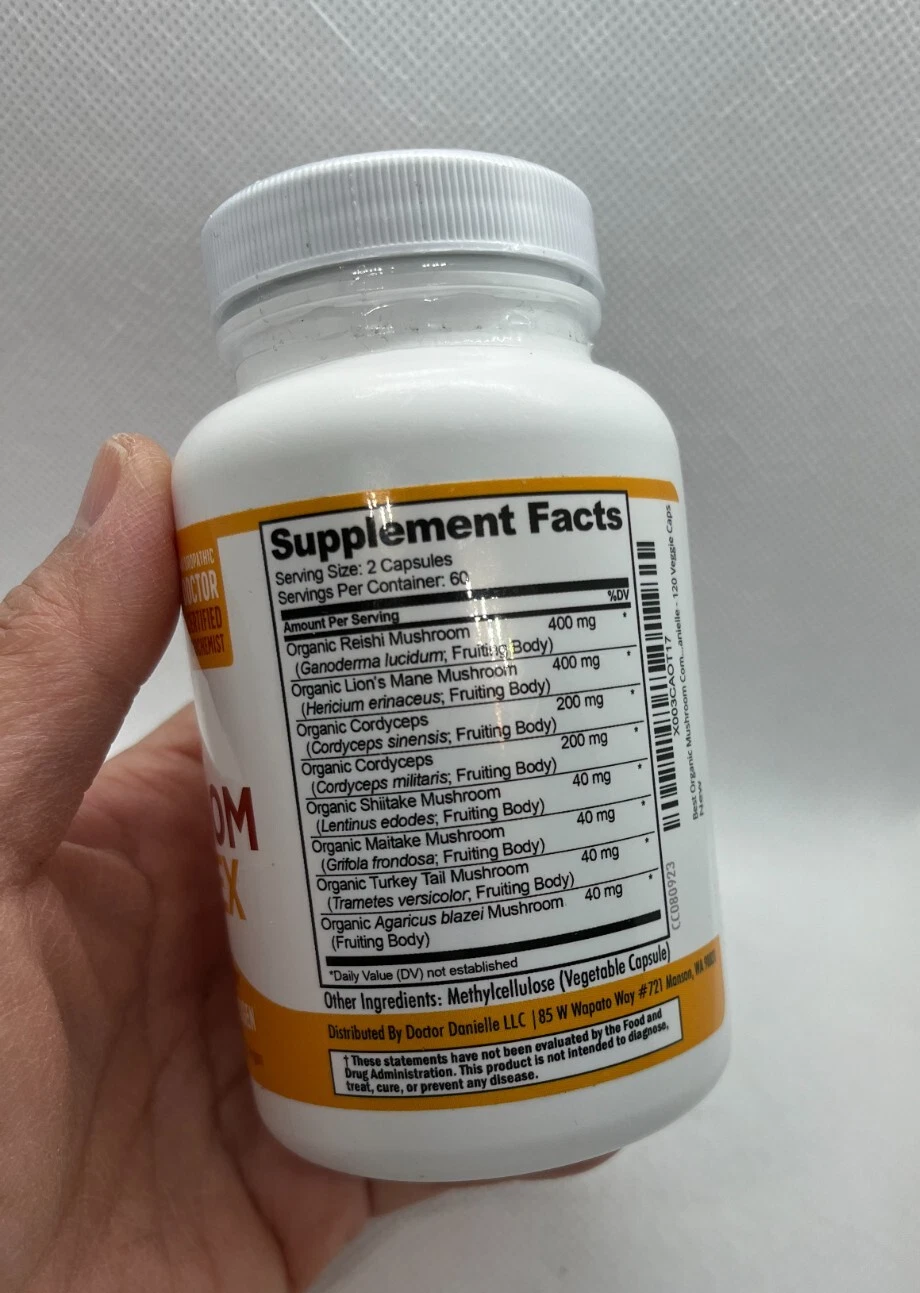 DOCTOR
CERTIFIED
OM
EX
Supplement Facts
Serving Size: 2 Capsules
Servings Per Container: 60
%DV
Amount Per Serving
Organic Reishi Mushroom 400 mg *
(Ganoderma lucidum; Fruiting Body)
Organic Lion's Mane Mushroom 400 mg *
(Hericium erinaceus; Fruiting Body)
Organic Cordyceps 200 mg *
(Cordyceps sinensis; Fruiting Body)
Organic Cordyceps 200 mg *
(Cordyceps militaris; Fruiting Body)
Organic Shiitake Mushroom 40 mg *
(Lentinus edodes; Fruiting Body)
Organic Maitake Mushroom 40 mg *
(Grifola frondosa; Fruiting Body)
Organic Turkey Tail Mushroom 40 mg *
(Trametes versicolor; Fruiting Body)
Organic Agaricus blazei Mushroom 40 mg *
(Fruiting Body)
*Daily Value (DV) not established
Other Ingredients: Methylcellulose (Vegetable Capsule)
Distributed By Doctor Danielle LLC | 85 W Wapato Way #721 Manson, WA
† These statements have not been evaluated by the Food and
Drug Administration. This product is not intended to diagnose,
treat, cure, or prevent any disease.
X003CAOT17
Best Organic Mushroom Com...anielle - 120 Veggie Caps
New
CC080923